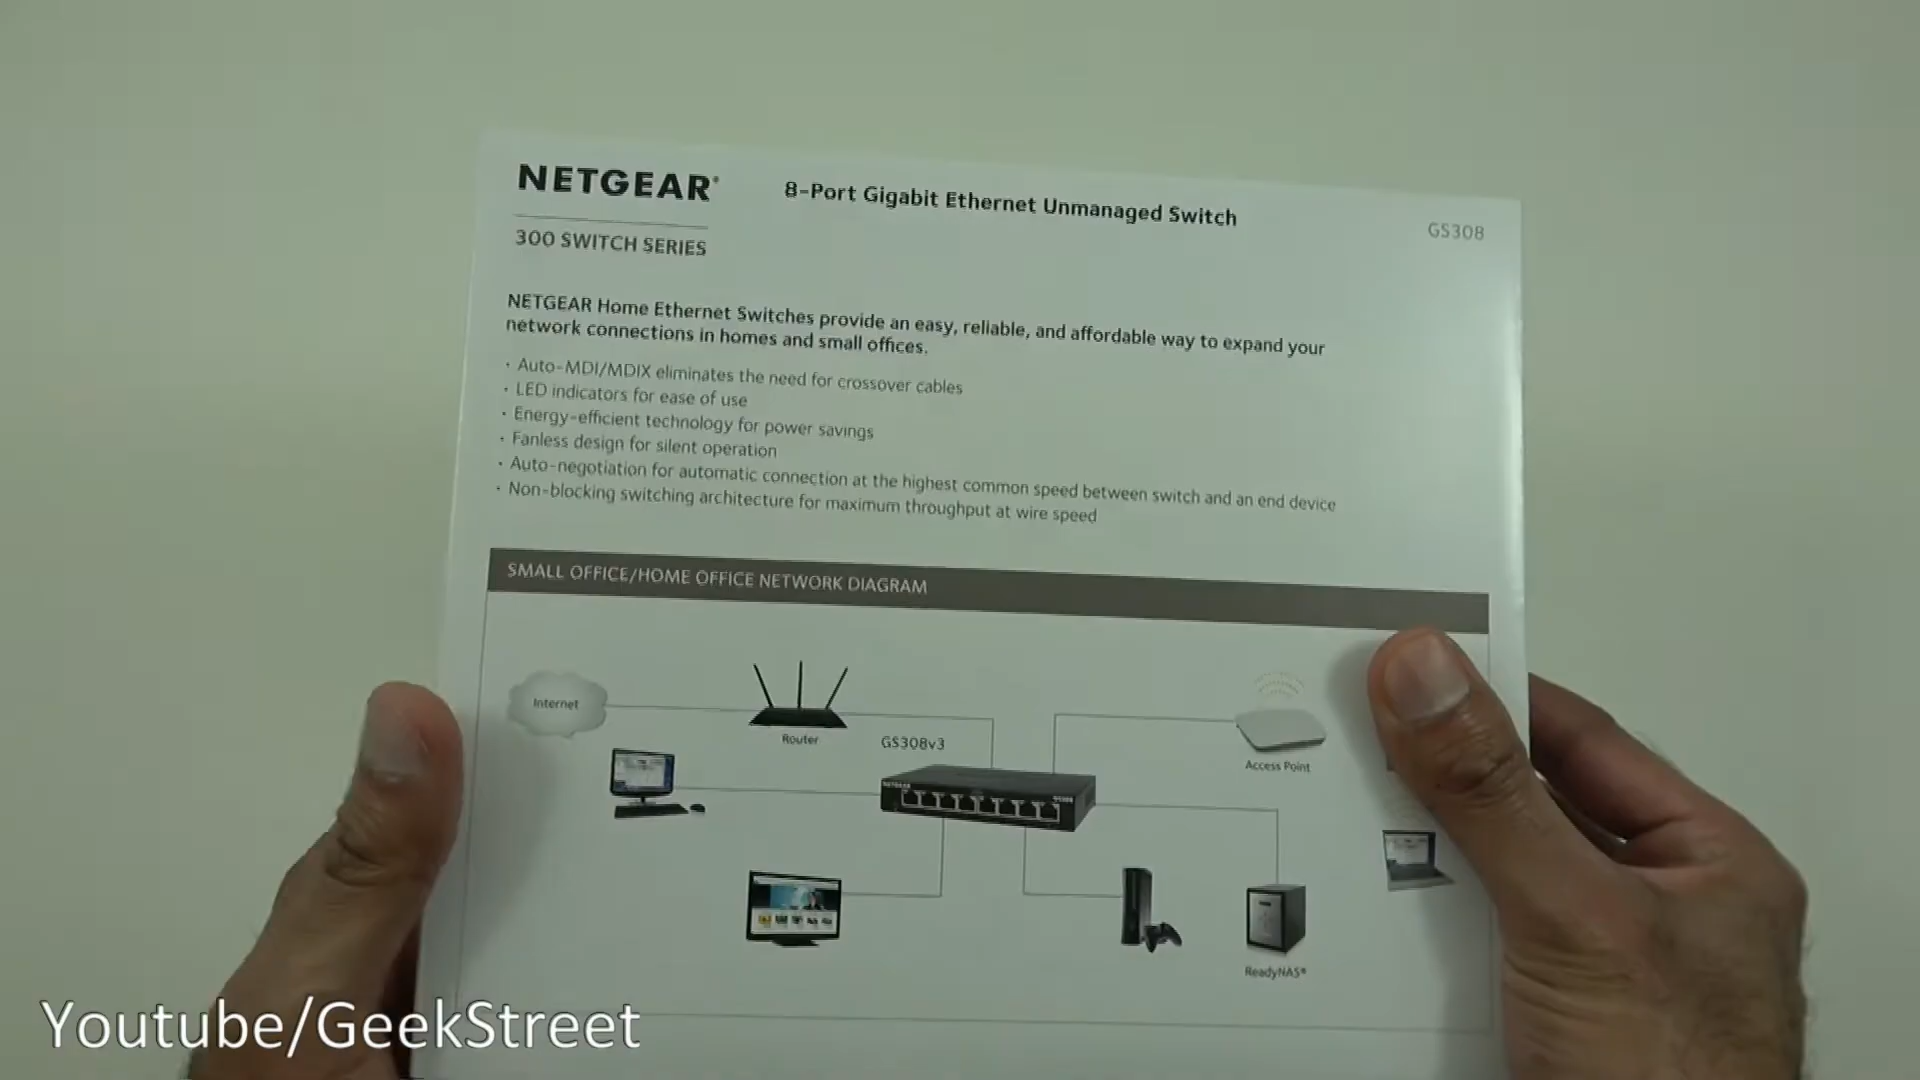 NETGEAR®
8-Port Gigabit Ethernet Unmanaged Switch
GS308
300 SWITCH SERIES
NETGEAR Home Ethernet Switches provide an easy, reliable, and affordable way to expand your
network connections in homes and small offices.
· Auto-MDI/MDIX eliminates the need for crossover cables
· LED indicators for ease of use
· Energy-efficient technology for power savings
· Fanless design for silent operation
· Auto-negotiation for automatic connection at the highest common speed between switch and an end device
· Non-blocking switching architecture for maximum throughput at wire speed
SMALL OFFICE/HOME OFFICE NETWORK DIAGRAM
Internet
Router
GS308v3
Access Point
NETGEAR
GS308
ReadyNAS®
Youtube/GeekStreet